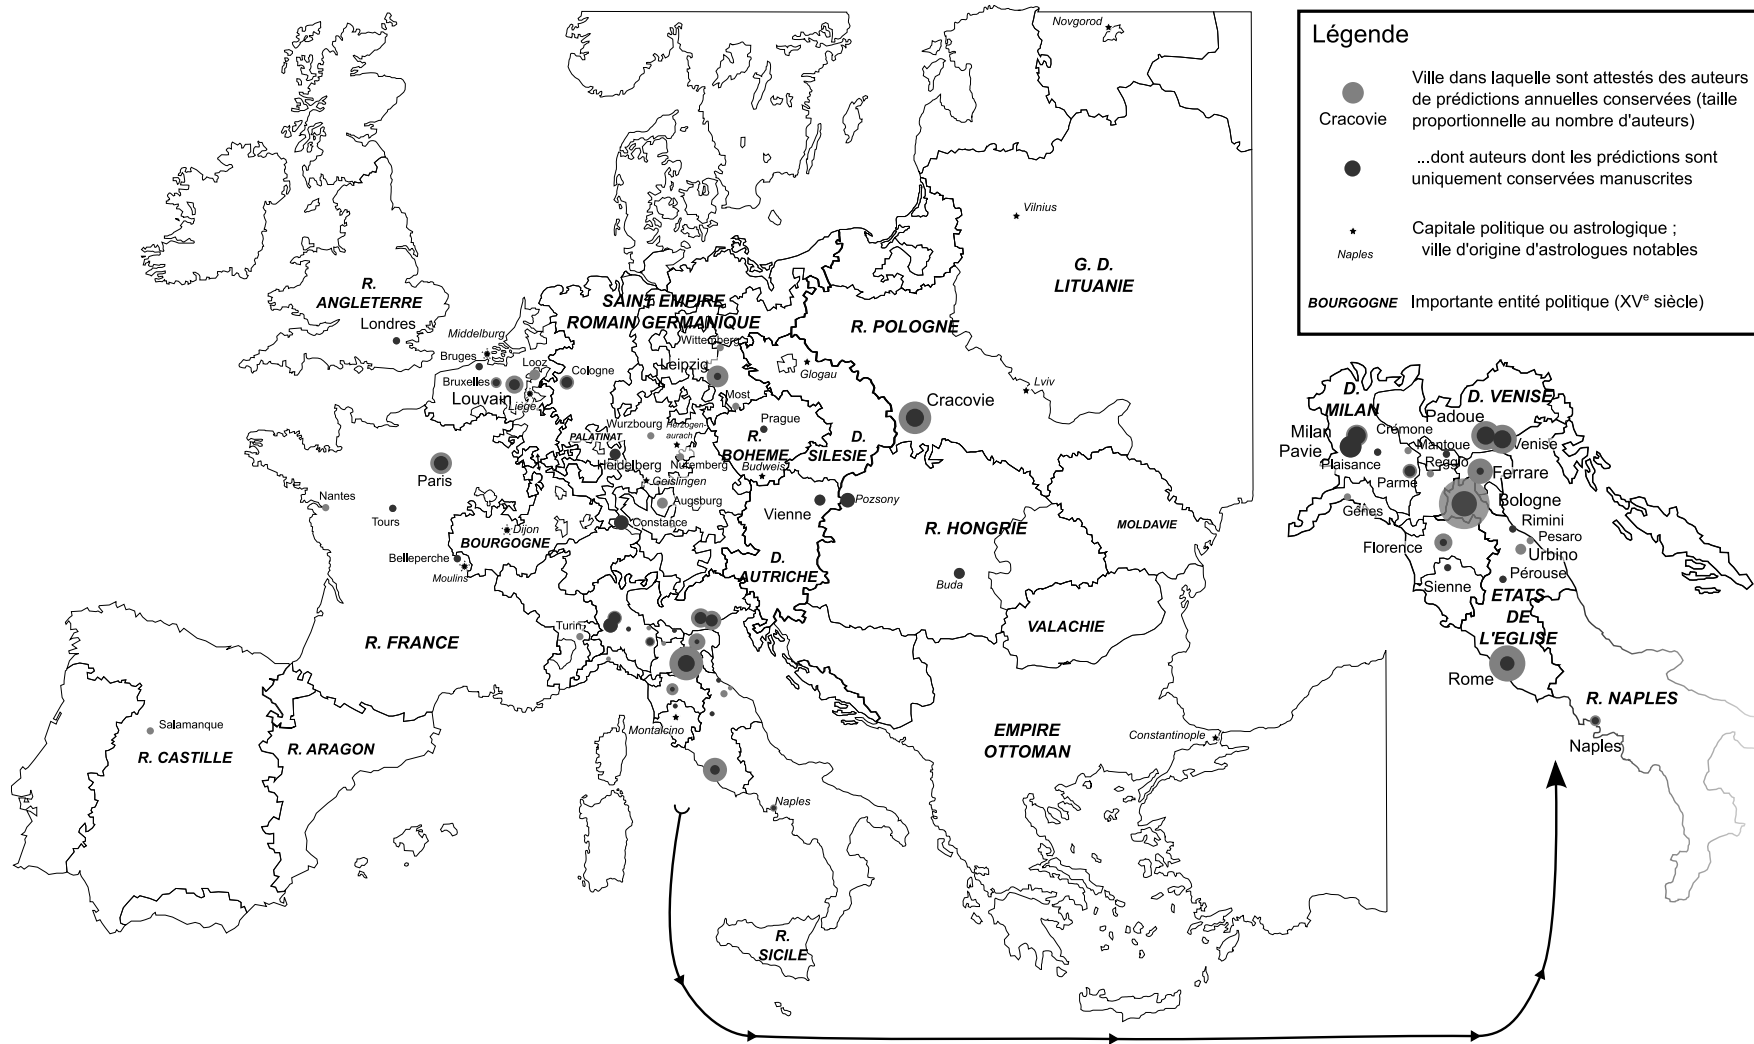 Légende
Ville dans laquelle sont attestés des auteurs
de prédictions annuelles conservées (taille
proportionnelle au nombre d'auteurs)
Cracovie
...dont auteurs dont les prédictions sont
uniquement conservées manuscrites
Capitale politique ou astrologique ;
ville d'origine d'astrologues notables
Naples
BOURGOGNE
Importante entité politique (XVe siècle)
Novgorod
Vilnius
G. D.
LITUANIE
R.
ANGLETERRE
Londres
SAINT EMPIRE
ROMAIN GERMANIQUE
R. POLOGNE
Middelburg
Bruges
Looz
Bruxelles
Cologne
Louvain
Liège
Wittemberg
Leipzig
Glogau
Lviv
Most
Cracovie
Wurzbourg
Herzogen-
aurach
Prague
PALATINAT
R.
BOHEME
D.
SILESIE
Heidelberg
Nuremberg
Budweis
Geislingen
Augsburg
Paris
Nantes
Tours
Constance
Vienne
Pozsony
Dijon
BOURGOGNE
Belleperche
Moulins
R. HONGRIE
MOLDAVIE
D.
AUTRICHE
Buda
VALACHIE
Turin
R. FRANCE
Salamanque
R. CASTILLE
R. ARAGON
Montalcino
Naples
EMPIRE
OTTOMAN
Constantinople
R.
SICILE
D.
MILAN
D. VENISE
Padoue
Crémone
Milan
Mantoue
Venise
Pavie
Plaisance
Reggio
Ferrare
Parme
Bologne
Gênes
Rimini
Pesaro
Florence
Urbino
Sienne
Pérouse
ETATS
DE
L'EGLISE
Rome
R. NAPLES
Naples